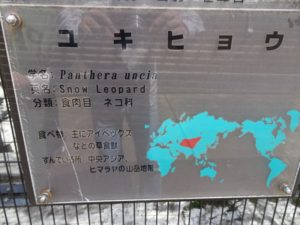 ユキヒョウ
学名: Panthera uncia
英名: Snow Leopard
分類: 食肉目 ネコ科
食べ物 主にアイベックス
などの草食獣
すんでいる所 中央アジア、
ヒマラヤの山岳地帯